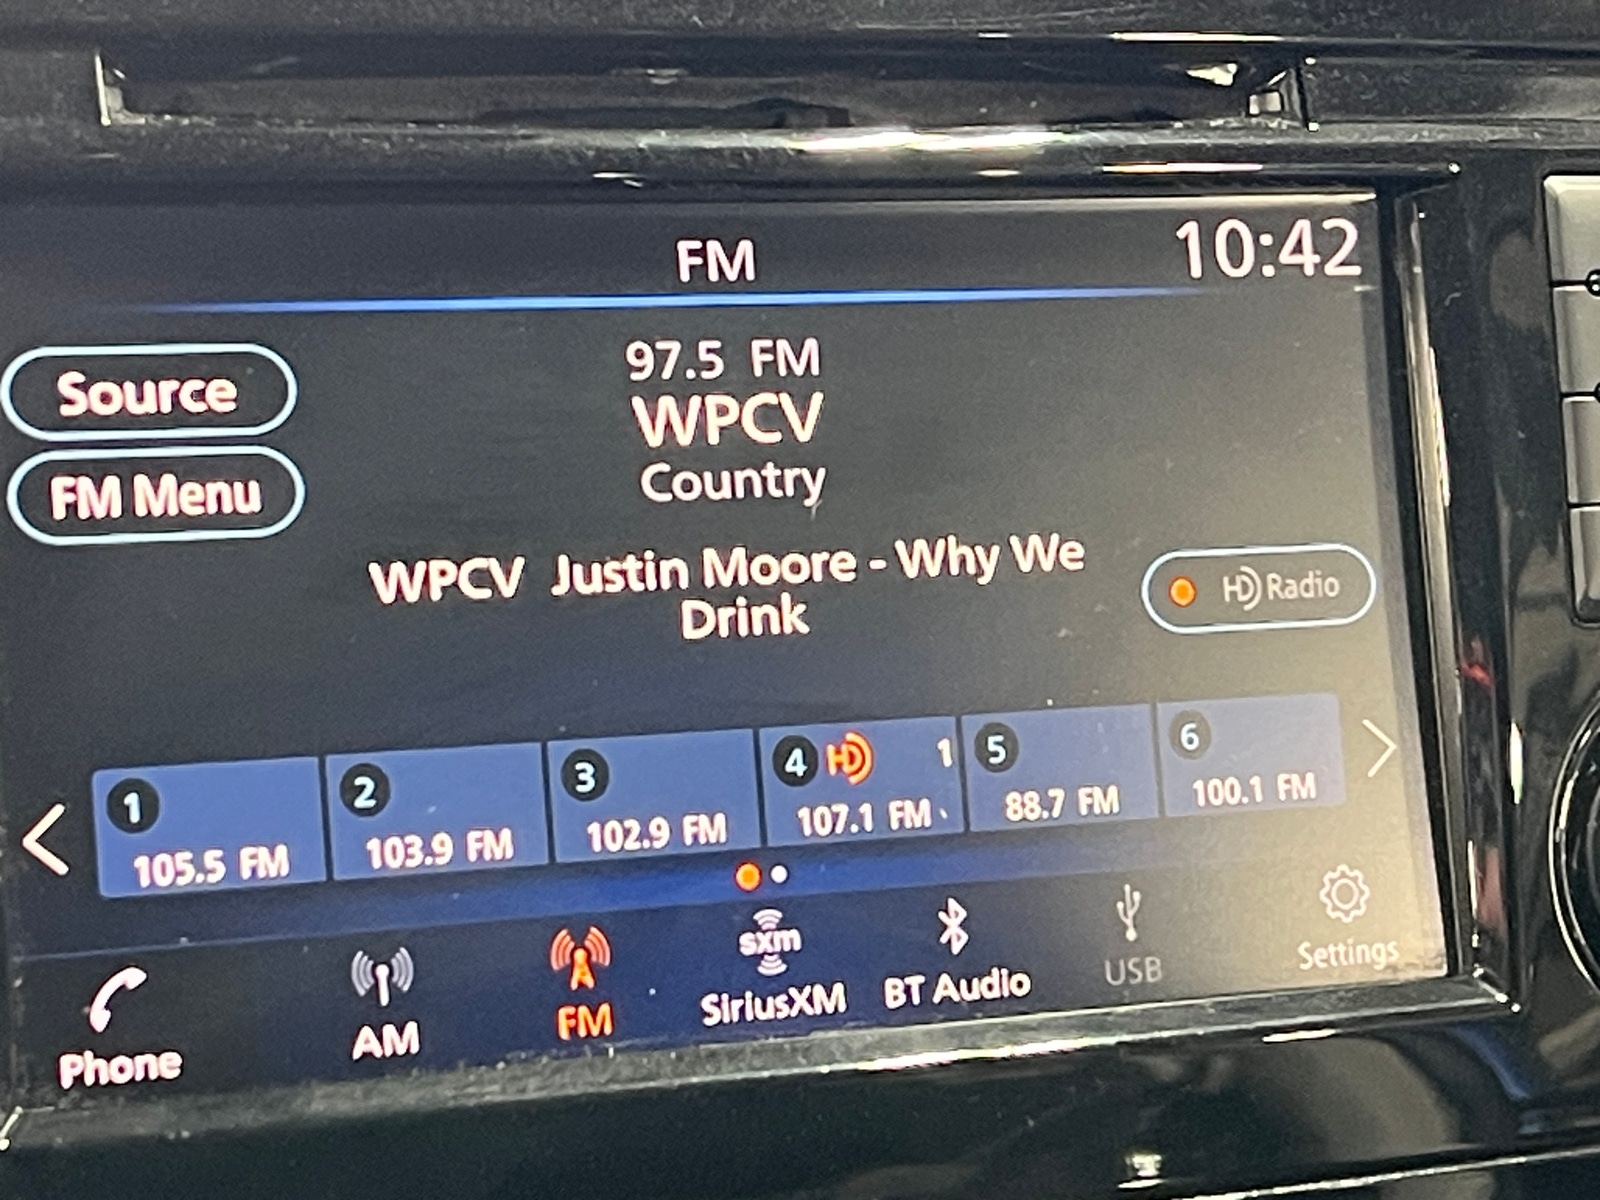 FM
10:42
97.5 FM
WPCV
Country
Source
FM Menu
WPCV Justin Moore - Why We
Drink
HD Radio
1
105.5 FM
2
103.9 FM
3
102.9 FM
4 HD 1
107.1 FM
5
88.7 FM
6
100.1 FM
Phone
AM
FM
sxm
SiriusXM
BT Audio
USB
Settings